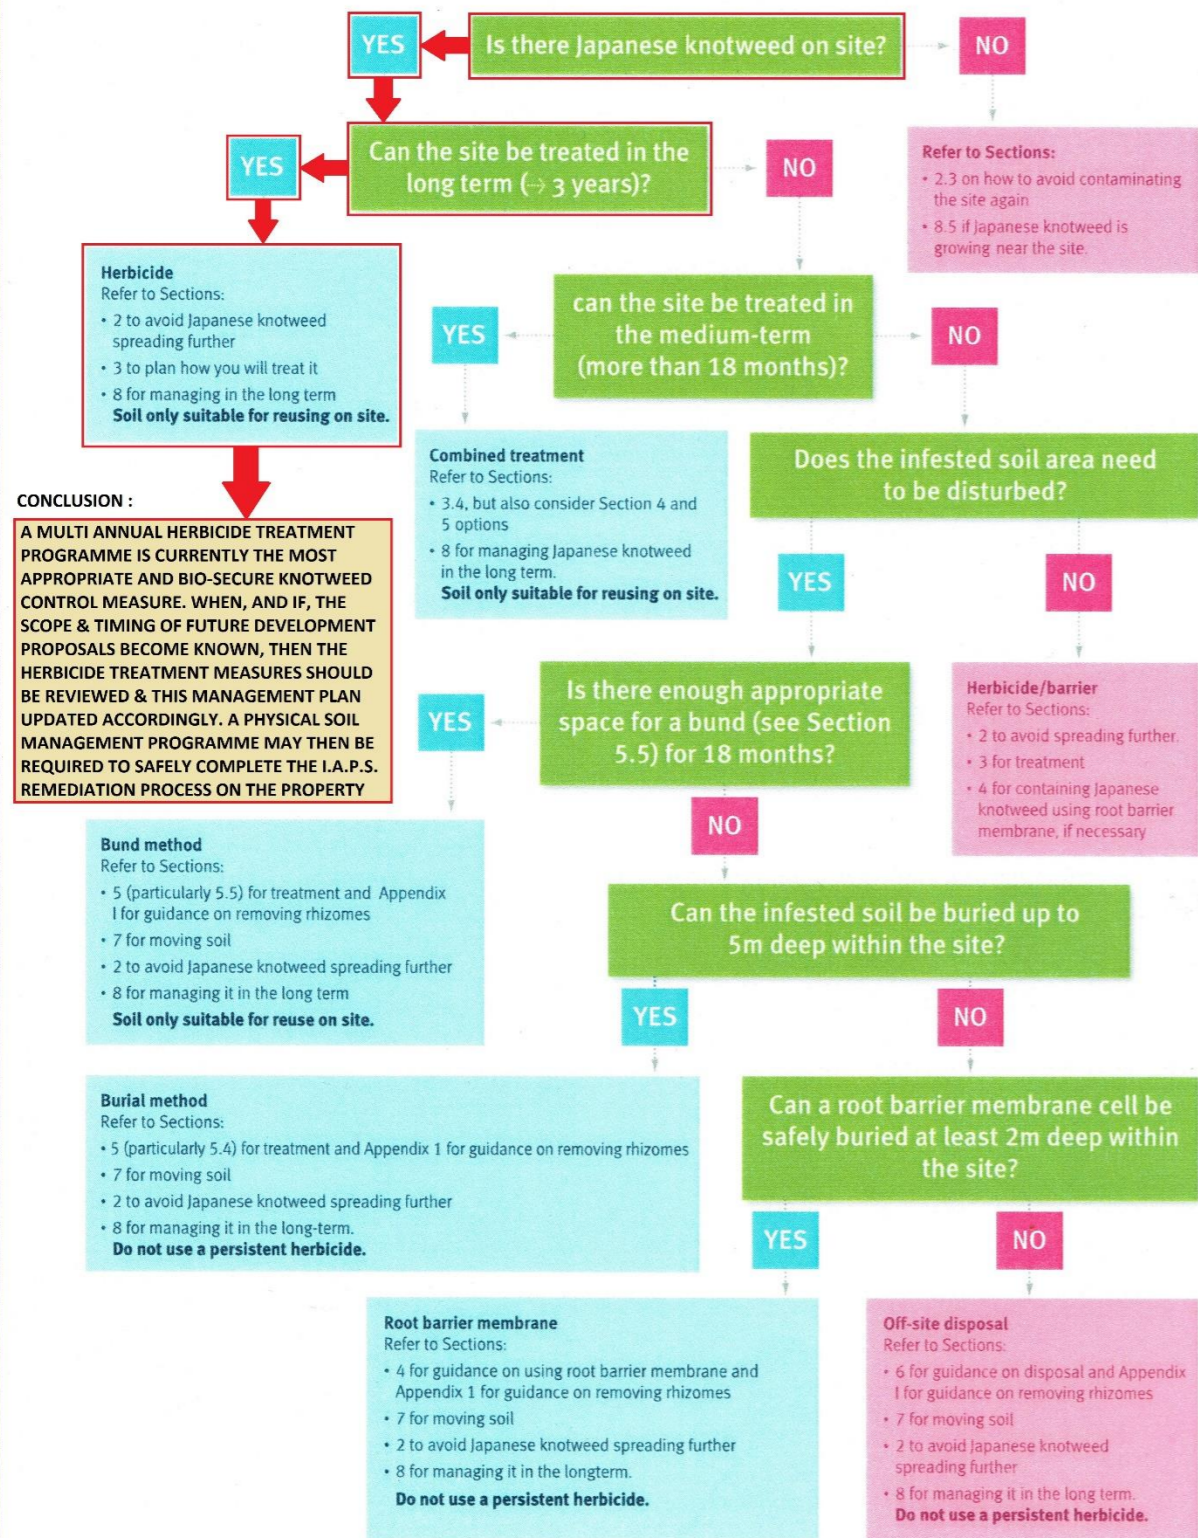 YES
Is there Japanese knotweed on site?
NO
YES
Can the site be treated in the
long term (→ 3 years)?
NO
Refer to Sections:
• 2.3 on how to avoid contaminating
the site again
• 8.5 if Japanese knotweed is
growing near the site.
Herbicide
Refer to Sections:
• 2 to avoid Japanese knotweed
spreading further
• 3 to plan how you will treat it
• 8 for managing in the long term
Soil only suitable for reusing on site.
YES
can the site be treated in
the medium-term
(more than 18 months)?
NO
CONCLUSION :
A MULTI ANNUAL HERBICIDE TREATMENT
PROGRAMME IS CURRENTLY THE MOST
APPROPRIATE AND BIO-SECURE KNOTWEED
CONTROL MEASURE. WHEN, AND IF, THE
SCOPE & TIMING OF FUTURE DEVELOPMENT
PROPOSALS BECOME KNOWN, THEN THE
HERBICIDE TREATMENT MEASURES SHOULD
BE REVIEWED & THIS MANAGEMENT PLAN
UPDATED ACCORDINGLY. A PHYSICAL SOIL
MANAGEMENT PROGRAMME MAY THEN BE
REQUIRED TO SAFELY COMPLETE THE I.A.P.S.
REMEDIATION PROCESS ON THE PROPERTY
Combined treatment
Refer to Sections:
• 3.4, but also consider Section 4 and
5 options
• 8 for managing Japanese knotweed
in the long term.
Soil only suitable for reusing on site.
Does the infested soil area need
to be disturbed?
YES
NO
YES
Is there enough appropriate
space for a bund (see Section
5.5) for 18 months?
Herbicide/barrier
Refer to Sections:
• 2 to avoid spreading further.
• 3 for treatment
• 4 for containing Japanese
knotweed using root barrier
membrane, if necessary
NO
Bund method
Refer to Sections:
• 5 (particularly 5.5) for treatment and Appendix
I for guidance on removing rhizomes
• 7 for moving soil
• 2 to avoid Japanese knotweed spreading further
• 8 for managing it in the long term
Soil only suitable for reuse on site.
Can the infested soil be buried up to
5m deep within the site?
YES
NO
Burial method
Refer to Sections:
• 5 (particularly 5.4) for treatment and Appendix 1 for guidance on removing rhizomes
• 7 for moving soil
• 2 to avoid Japanese knotweed spreading further
• 8 for managing it in the long-term.
Do not use a persistent herbicide.
Can a root barrier membrane cell be
safely buried at least 2m deep within
the site?
YES
NO
Root barrier membrane
Refer to Sections:
• 4 for guidance on using root barrier membrane and
Appendix 1 for guidance on removing rhizomes
• 7 for moving soil
• 2 to avoid Japanese knotweed spreading further
• 8 for managing it in the longterm.
Do not use a persistent herbicide.
Off-site disposal
Refer to Sections:
• 6 for guidance on disposal and Appendix
I for guidance on removing rhizomes
• 7 for moving soil
• 2 to avoid Japanese knotweed
spreading further
• 8 for managing it in the long term.
Do not use a persistent herbicide.